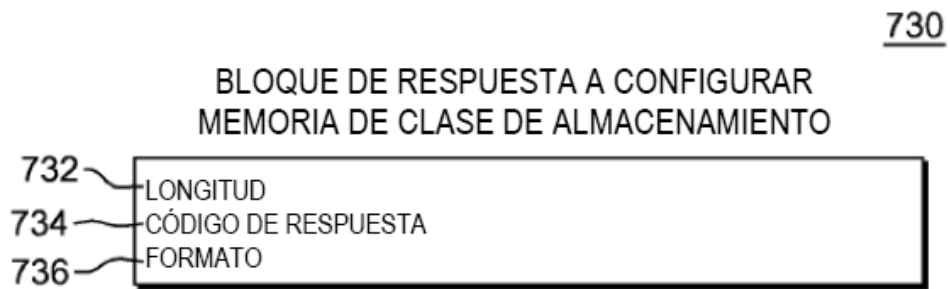 730
BLOQUE DE RESPUESTA A CONFIGURAR
MEMORIA DE CLASE DE ALMACENAMIENTO
732 LONGITUD
734 CÓDIGO DE RESPUESTA
736 FORMATO